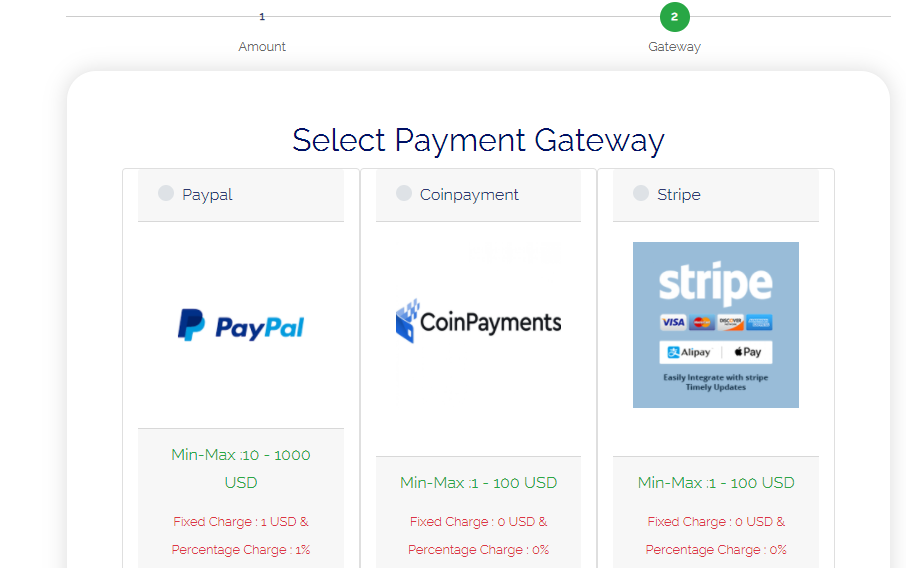 1
2
Amount
Gateway
Select Payment Gateway
Paypal
Coinpayment
Stripe
PayPal
CoinPayments
stripe
VISA
DISCOVER
Alipay
Pay
Easily Integrate with stripe
Timely Updates
Min-Max :10 - 1000
USD
Fixed Charge : 1 USD &
Percentage Charge : 1%
Min-Max :1 - 100 USD
Fixed Charge : 0 USD &
Percentage Charge : 0%
Min-Max :1 - 100 USD
Fixed Charge : 0 USD &
Percentage Charge : 0%